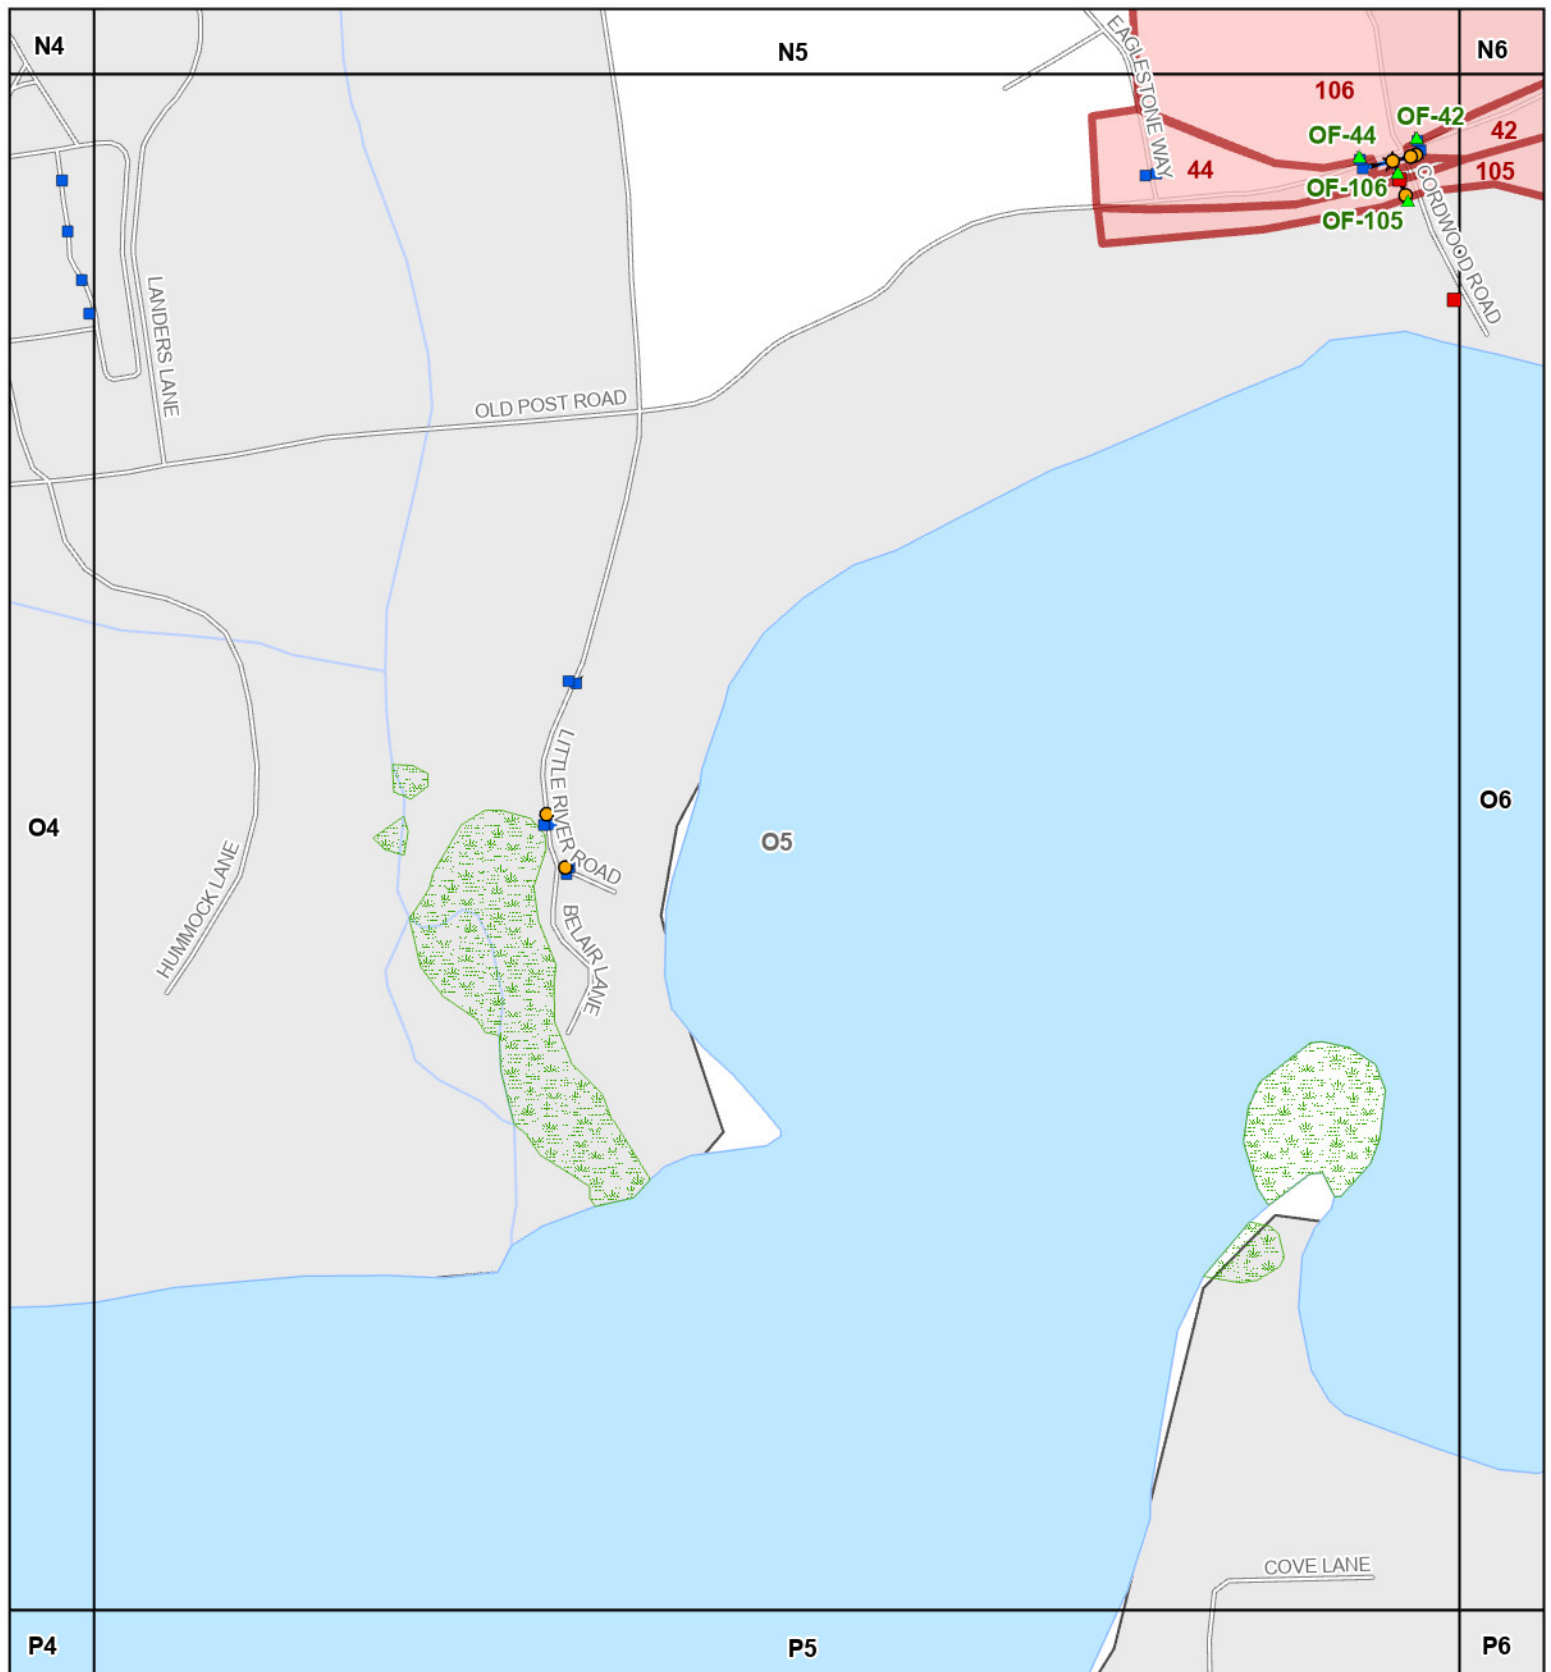 N4
N5
N6
EAGLESTONE WAY
106
OF-42
OF-44
42
44
105
OF-106
OF-105
CORDWOOD ROAD
LANDERS LANE
OLD POST ROAD
LITTLE RIVER ROAD
O4
O5
O6
HUMMOCK LANE
BELAIR LANE
COVE LANE
P4
P5
P6